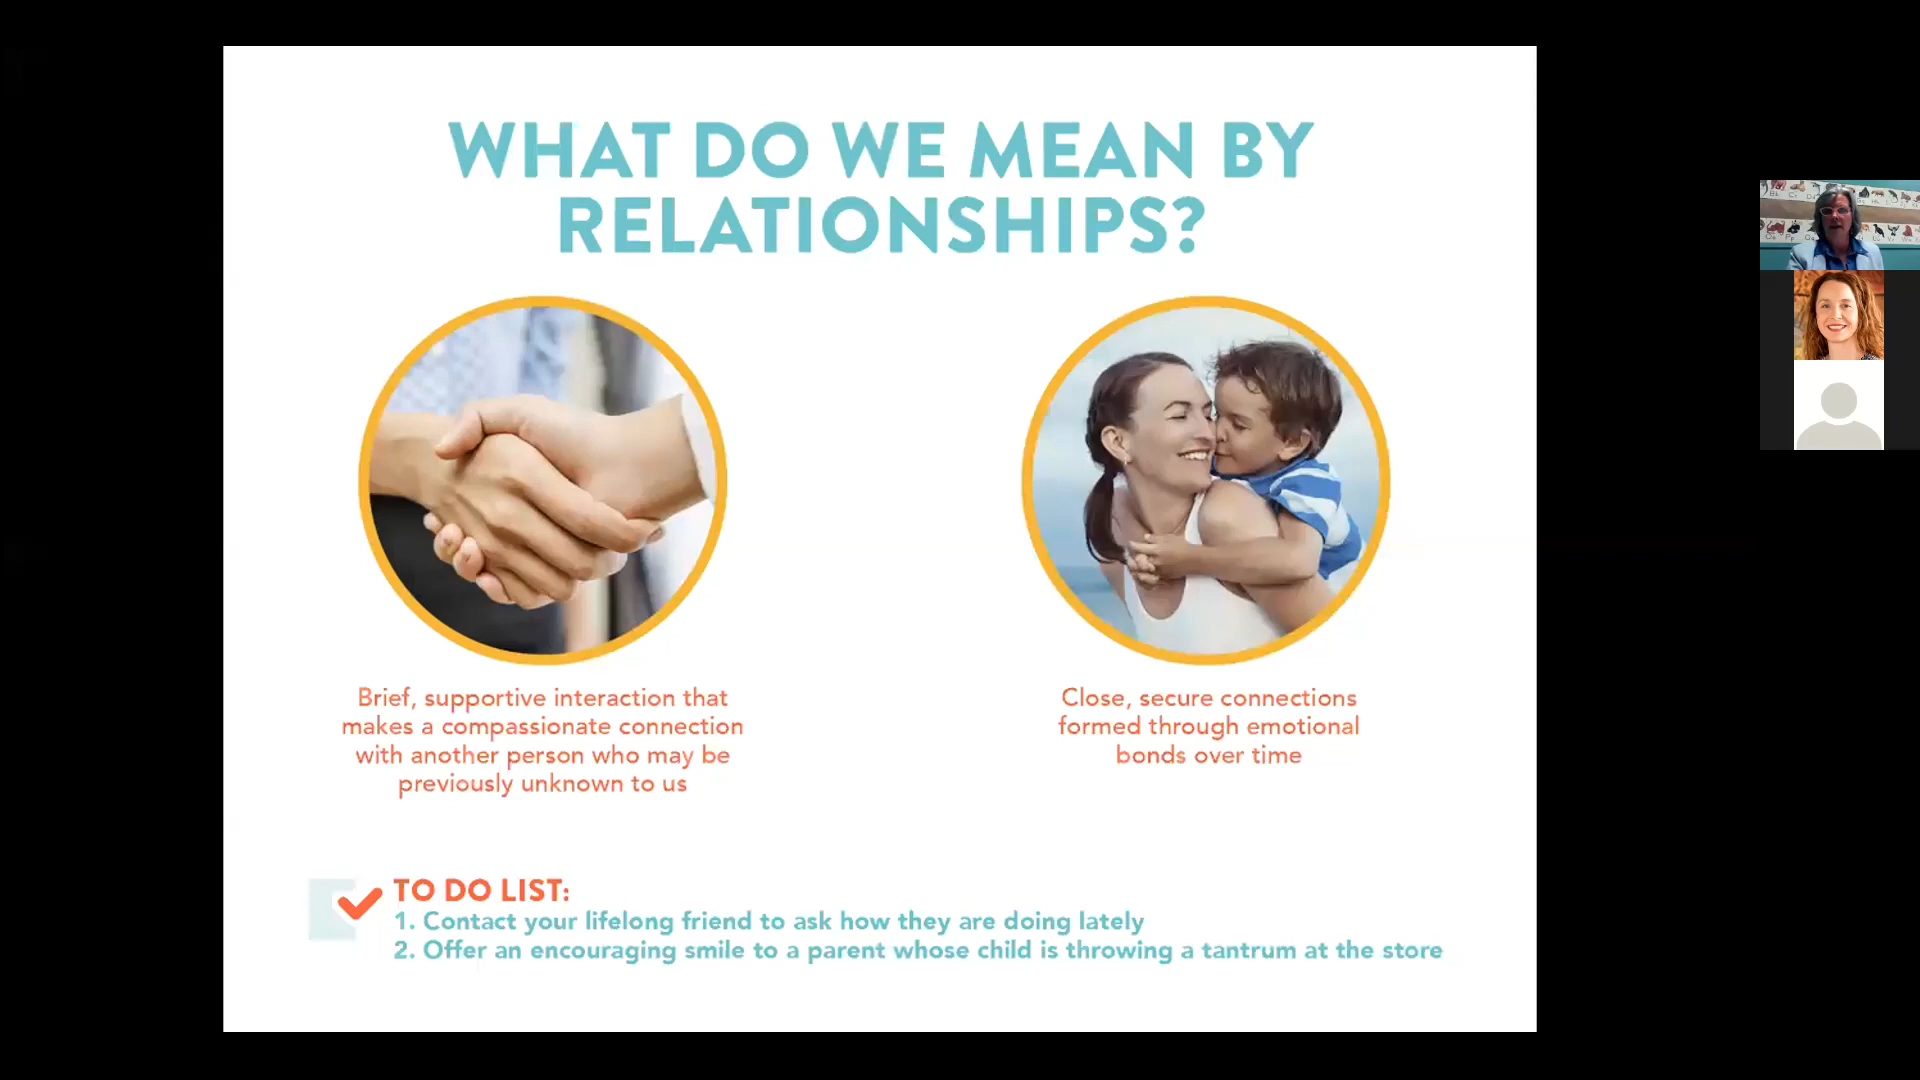 WHAT DO WE MEAN BY
RELATIONSHIPS?
Brief, supportive interaction that
makes a compassionate connection
with another person who may be
previously unknown to us
Close, secure connections
formed through emotional
bonds over time
TO DO LIST:
1. Contact your lifelong friend to ask how they are doing lately
2. Offer an encouraging smile to a parent whose child is throwing a tantrum at the store